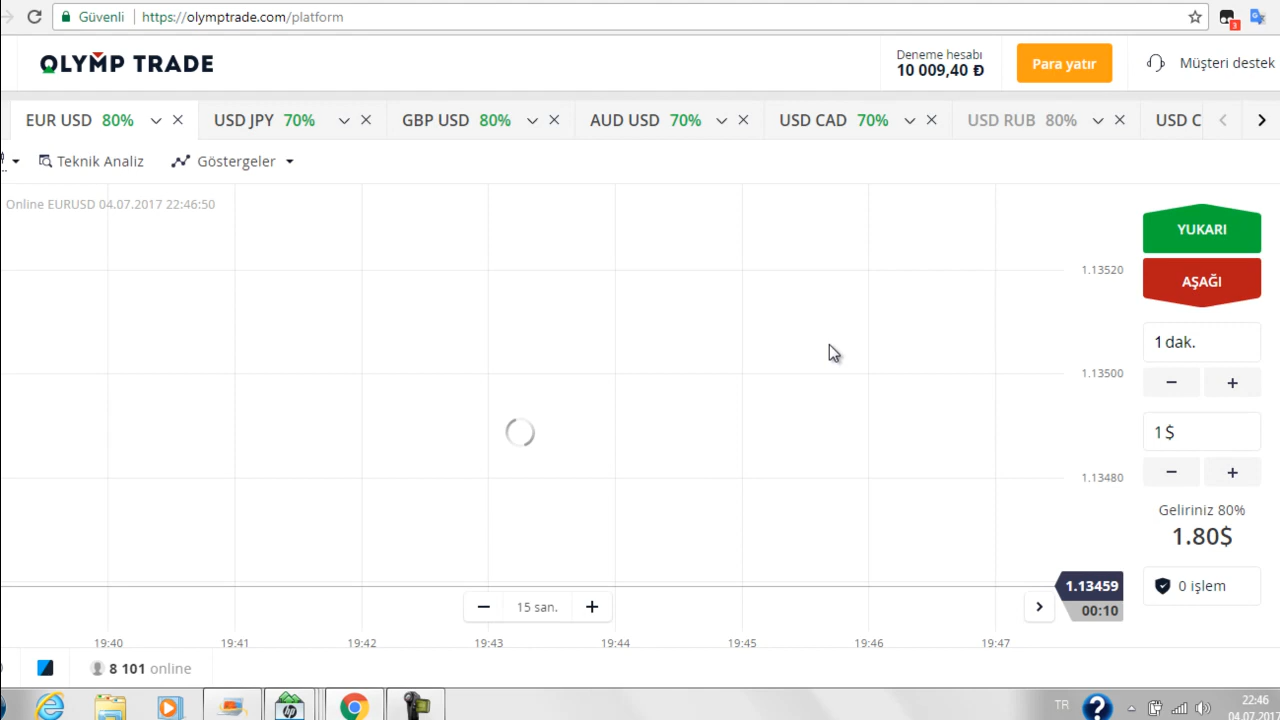 Güvenli
https://olymptrade.com/platform
3
OLYMP TRADE
Deneme hesabı
10 009,40 Đ
Para yatır
Müşteri destek
EUR USD 80%
USD JPY 70%
GBP USD 80%
AUD USD 70%
USD CAD 70%
USD RUB 80%
USD C
Teknik Analiz
Göstergeler
Online EURUSD 04.07.2017 22:46:50
YUKARI
AŞAĞI
1.13520
1.13500
1.13480
1 dak.
− +
1 $
− +
Geliriniz 80%
1.80$
1.13459
00:10
0 işlem
− 15 san. +
19:40 19:41 19:42 19:43 19:44 19:45 19:46 19:47
8 101 online
TR
22:46
04.07.2017